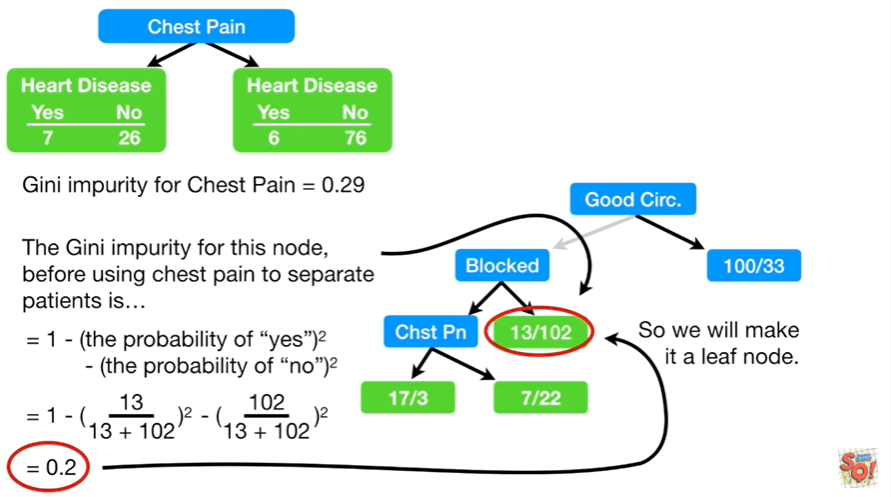 Chest Pain
Heart Disease
Yes No
7 26
Heart Disease
Yes No
6 76
Gini impurity for Chest Pain = 0.29
The Gini impurity for this node,
before using chest pain to separate
patients is…
= 1 - (the probability of “yes”)²
- (the probability of “no”)²
= 1 - (13/13 + 102)² - (102/13 + 102)²
= 0.2
Good Circ.
Blocked
100/33
Chst Pn
13/102
17/3
7/22
So we will make
it a leaf node.
SQ!